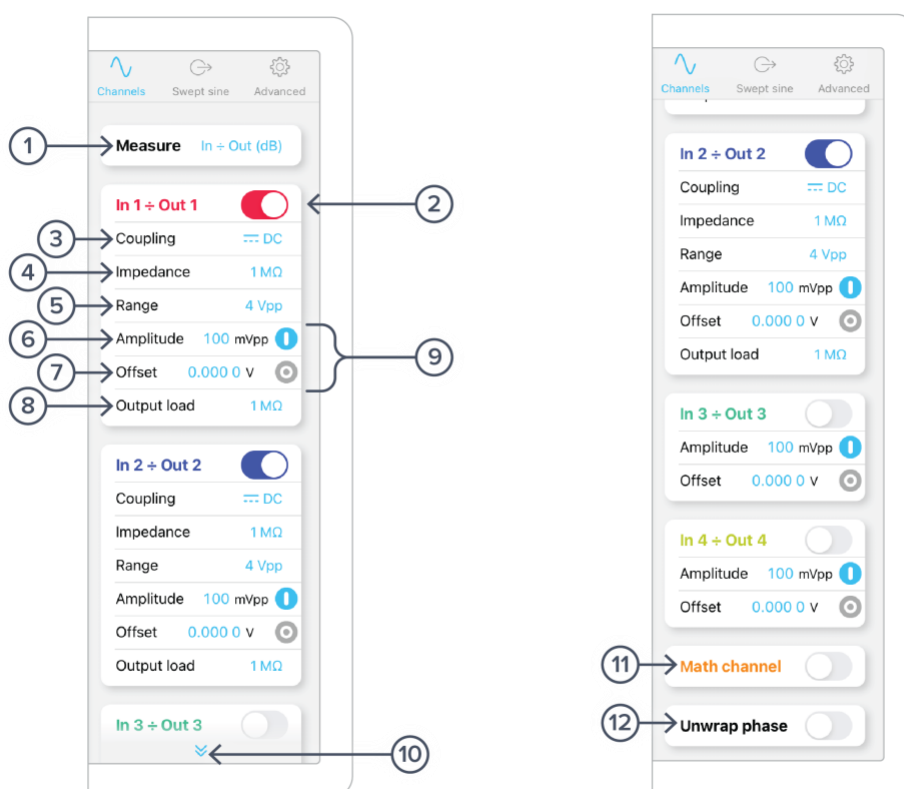 Channels Swept sine Advanced
1 Measure In ÷ Out (dB)
In 1 ÷ Out 1 2
3 Coupling DC
4 Impedance 1 MΩ
5 Range 4 Vpp
6 Amplitude 100 mVpp
9
7 Offset 0.000 0 V
8 Output load 1 MΩ
In 2 ÷ Out 2
Coupling DC
Impedance 1 MΩ
Range 4 Vpp
Amplitude 100 mVpp
Offset 0.000 0 V
Output load 1 MΩ
In 3 ÷ Out 3
10
Channels Swept sine Advanced
In 2 ÷ Out 2
Coupling DC
Impedance 1 MΩ
Range 4 Vpp
Amplitude 100 mVpp
Offset 0.000 0 V
Output load 1 MΩ
In 3 ÷ Out 3
Amplitude 100 mVpp
Offset 0.000 0 V
In 4 ÷ Out 4
Amplitude 100 mVpp
Offset 0.000 0 V
11 Math channel
12 Unwrap phase